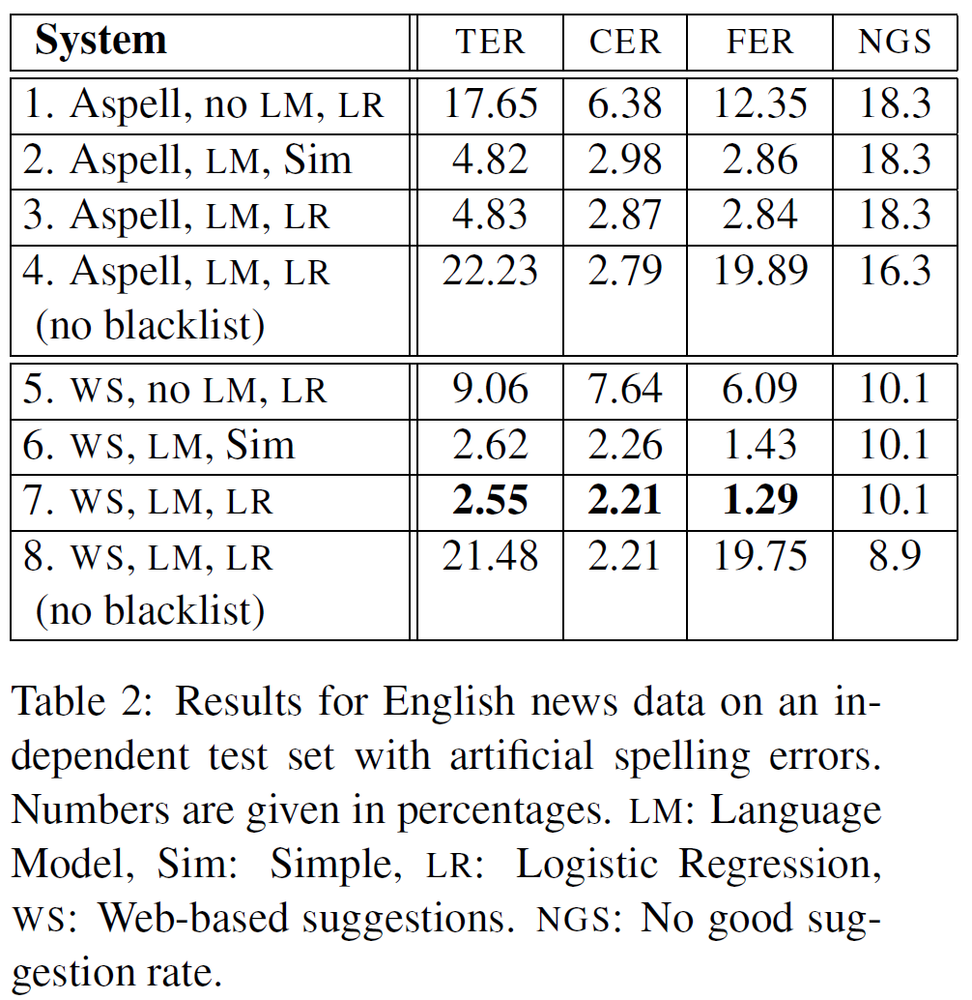 System TER CER FER NGS
1. Aspell, no LM, LR 17.65 6.38 12.35 18.3
2. Aspell, LM, Sim 4.82 2.98 2.86 18.3
3. Aspell, LM, LR 4.83 2.87 2.84 18.3
4. Aspell, LM, LR 22.23 2.79 19.89 16.3
(no blacklist)
5. WS, no LM, LR 9.06 7.64 6.09 10.1
6. WS, LM, Sim 2.62 2.26 1.43 10.1
7. WS, LM, LR 2.55 2.21 1.29 10.1
8. WS, LM, LR 21.48 2.21 19.75 8.9
(no blacklist)
Table 2: Results for English news data on an in-
dependent test set with artificial spelling errors.
Numbers are given in percentages. LM: Language
Model, Sim: Simple, LR: Logistic Regression,
WS: Web-based suggestions. NGS: No good sug-
gestion rate.